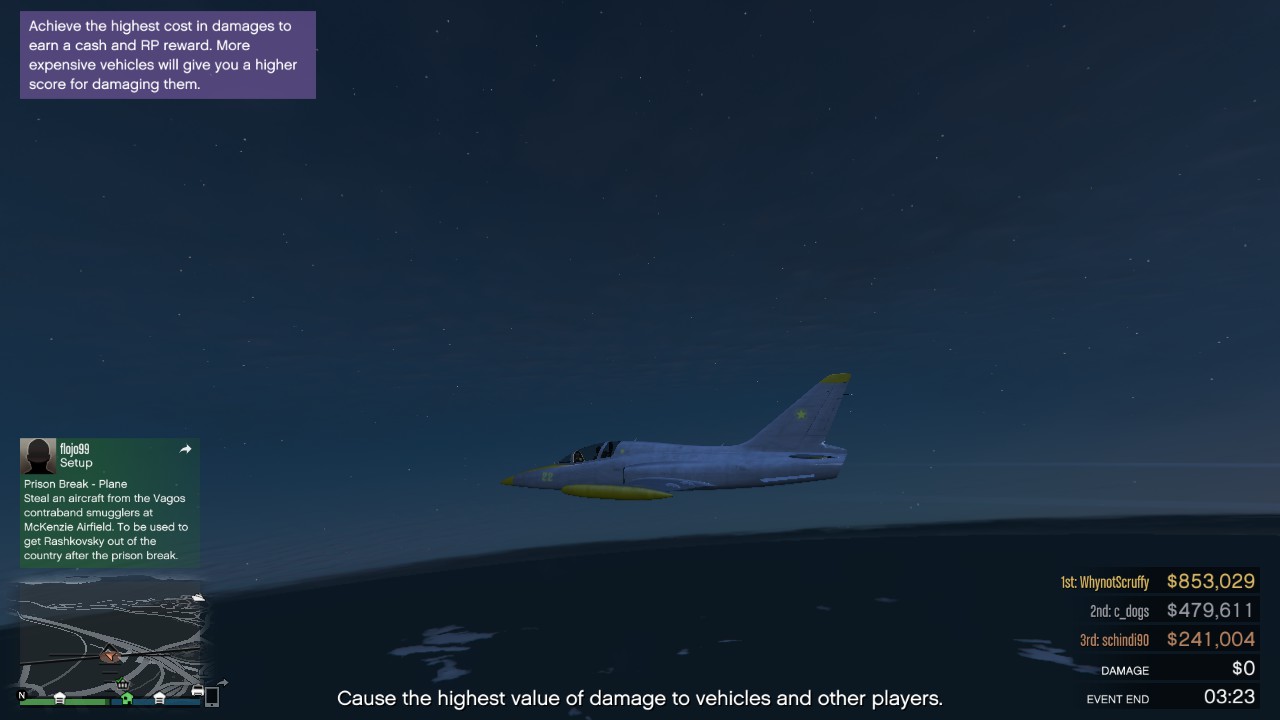 Achieve the highest cost in damages to
earn a cash and RP reward. More
expensive vehicles will give you a higher
score for damaging them.
flojo99
Setup
Prison Break - Plane
Steal an aircraft from the Vagos
contraband smugglers at
McKenzie Airfield. To be used to
get Rashkovsky out of the
country after the prison break.
N
1st: WhynotScruffy $853,029
2nd: c_dogs $479,611
3rd: schindi90 $241,004
DAMAGE $0
EVENT END 03:23
Cause the highest value of damage to vehicles and other players.